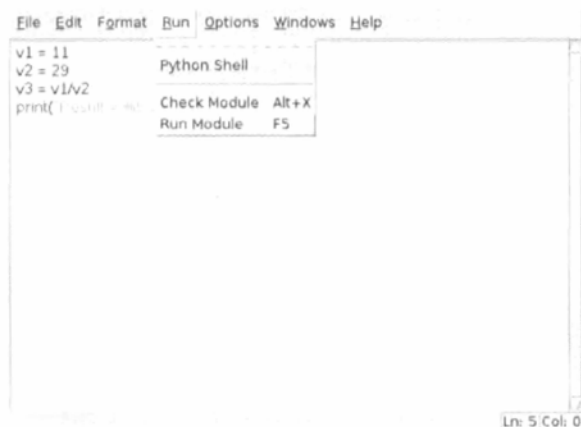 File Edit Format Run Options Windows Help
v1 = 11
v2 = 29
v3 = v1/v2
print(
Python Shell
Check Module Alt+X
Run Module F5
Ln: 5 Col: 0